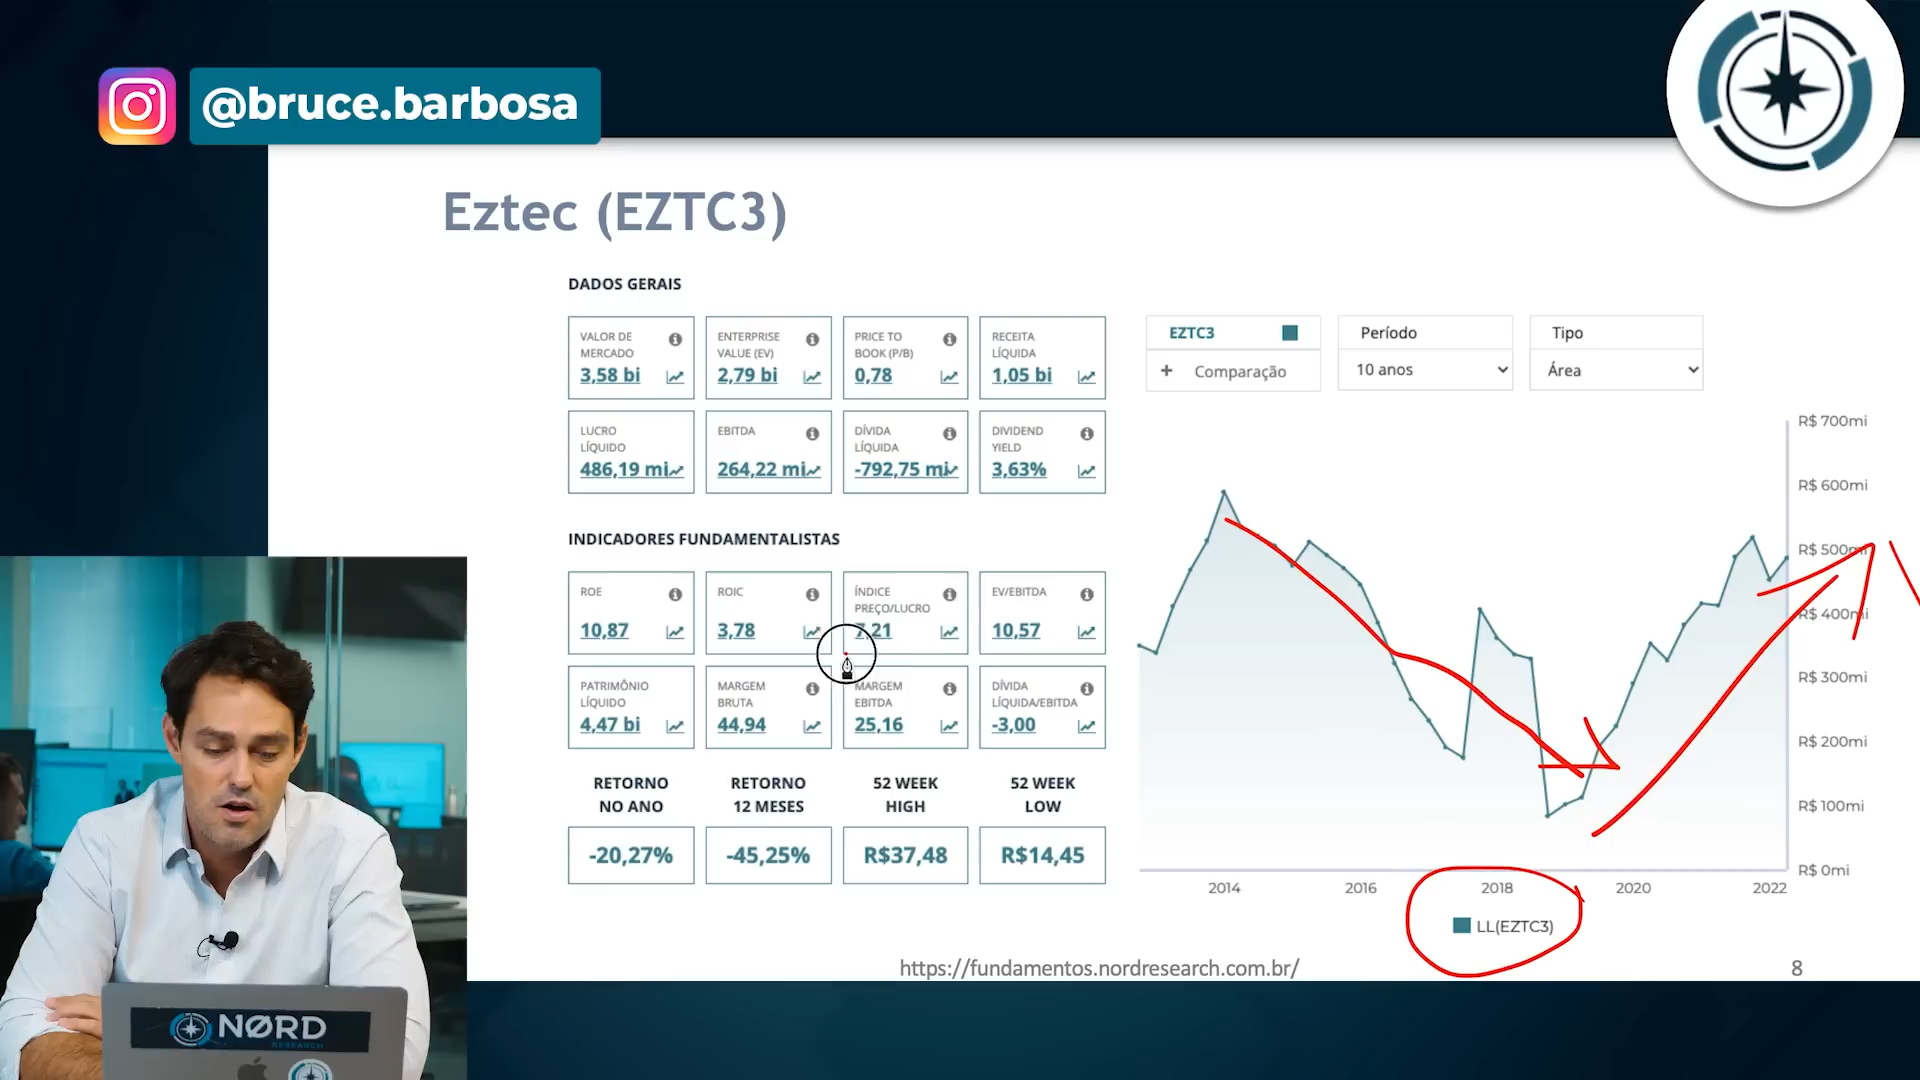 @bruce.barbosa
Eztec (EZTC3)
DADOS GERAIS
VALOR DE
MERCADO
3,58 bi
ENTERPRISE
VALUE (EV)
2,79 bi
PRICE TO
BOOK (P/B)
0,78
RECEITA
LÍQUIDA
1,05 bi
LUCRO
LÍQUIDO
486,19 mi
EBITDA
264,22 mi
DÍVIDA
LÍQUIDA
-792,75 mi
DIVIDEND
YIELD
3,63%
INDICADORES FUNDAMENTALISTAS
ROE
10,87
ROIC
3,78
ÍNDICE
PREÇO/LUCRO
7,21
EV/EBITDA
10,57
PATRIMÔNIO
LÍQUIDO
4,47 bi
MARGEM
BRUTA
44,94
MARGEM
EBITDA
25,16
DÍVIDA
LÍQUIDA/EBITDA
-3,00
RETORNO
NO ANO
-20,27%
RETORNO
12 MESES
-45,25%
52 WEEK
HIGH
R$37,48
52 WEEK
LOW
R$14,45
EZTC3
+ Comparação
Período
10 anos
Tipo
Área
R$ 700mi
R$ 600mi
R$ 500mi
R$ 400mi
R$ 300mi
R$ 200mi
R$ 100mi
R$ 0mi
2014 2016 2018 2020 2022
LL(EZTC3)
https://fundamentos.nordresearch.com.br/
8
NØRD
RESEARCH